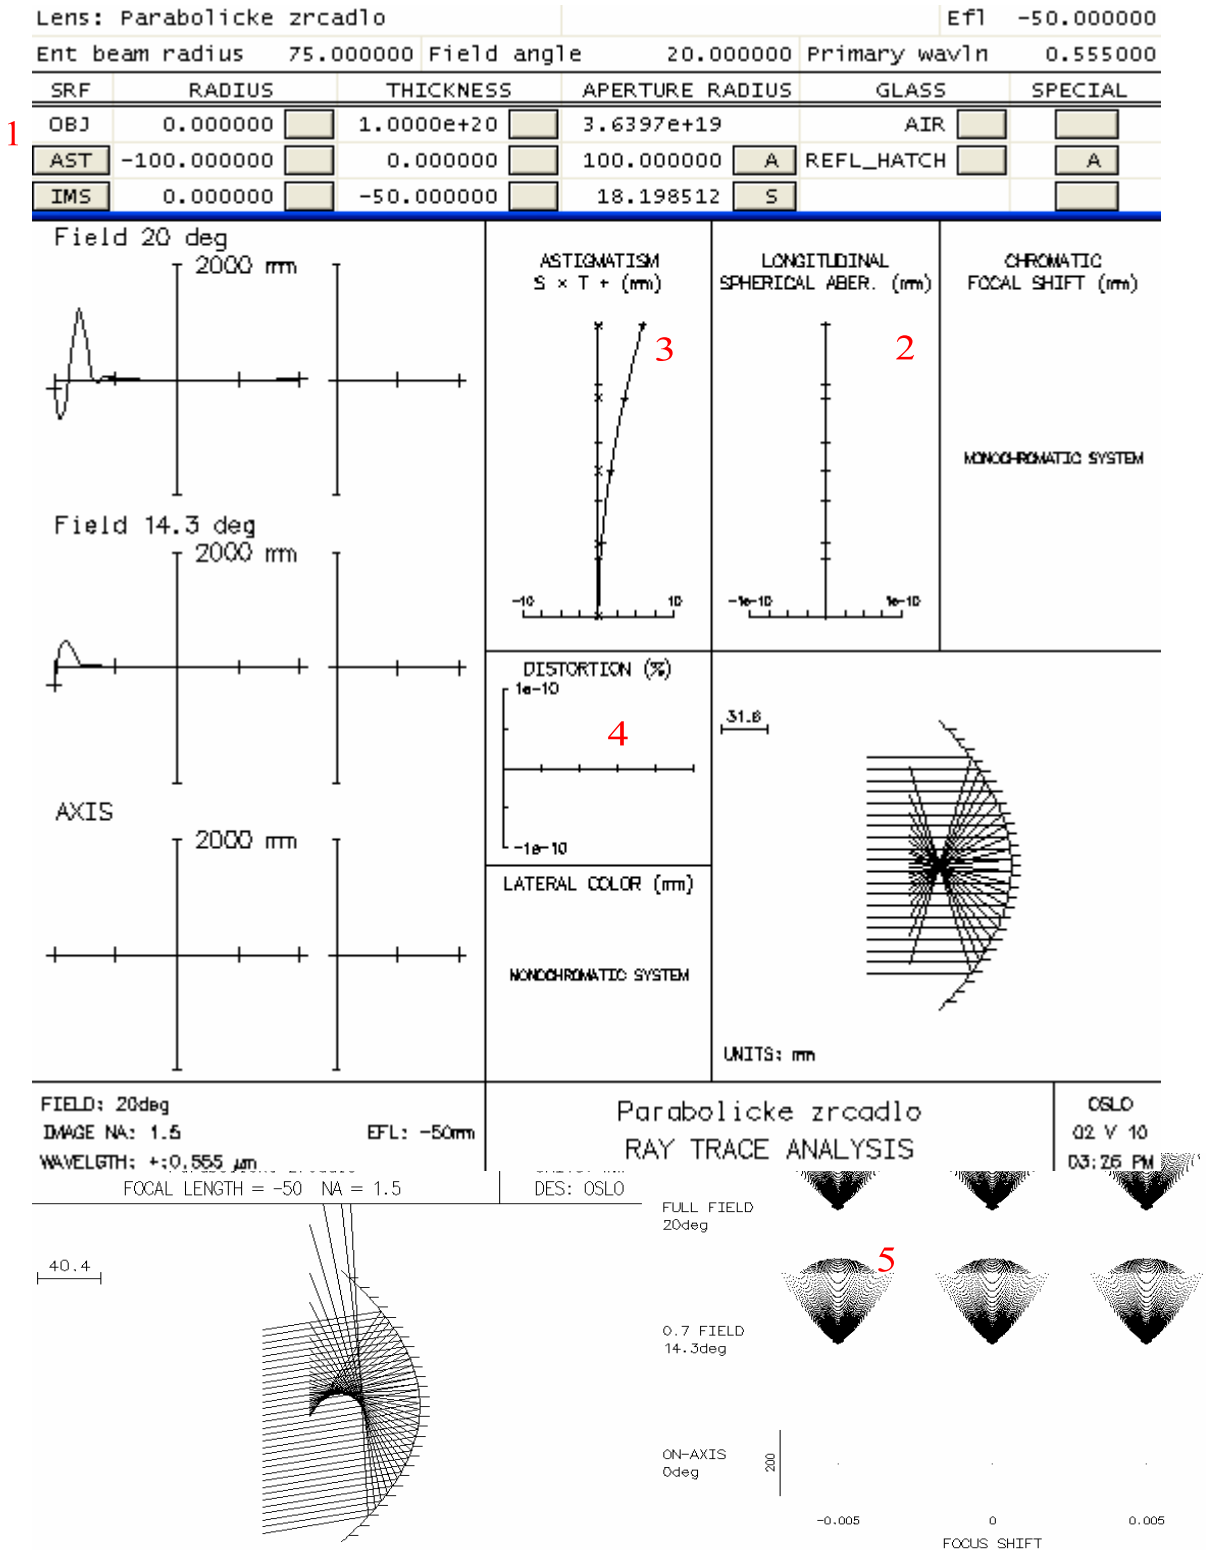 Lens: Parabolicke zrcadlo Efl -50.000000
Ent beam radius 75.000000 Field angle 20.000000 Primary wavln 0.555000
SRF RADIUS THICKNESS APERTURE RADIUS GLASS SPECIAL
1 OBJ 0.000000 1.0000e+20 3.6397e+19 AIR
AST -100.000000 0.000000 100.000000 A REFL_HATCH A
IMS 0.000000 -50.000000 18.198512 S
Field 20 deg
2000 mm
Field 14.3 deg
2000 mm
AXIS
2000 mm
ASTIGMATISM
S × T + (mm)
3
-10 10
LONGITUDINAL
SPHERICAL ABER. (mm)
2
-1e-10 1e-10
CHROMATIC
FOCAL SHIFT (mm)
MONOCHROMATIC SYSTEM
DISTORTION (%)
1e-10
4
-1e-10
LATERAL COLOR (mm)
MONOCHROMATIC SYSTEM
31.6
UNITS: mm
FIELD: 20deg
IMAGE NA: 1.5 EFL: -50mm
WAVELGTH: +:0.555 µm
Parabolicke zrcadlo
RAY TRACE ANALYSIS
OSLO
02 V 10
03:26 PM
FOCAL LENGTH = -50 NA = 1.5 DES: OSLO
40.4
FULL FIELD
20deg
5
0.7 FIELD
14.3deg
ON-AXIS
0deg
200
-0.005 0 0.005
FOCUS SHIFT